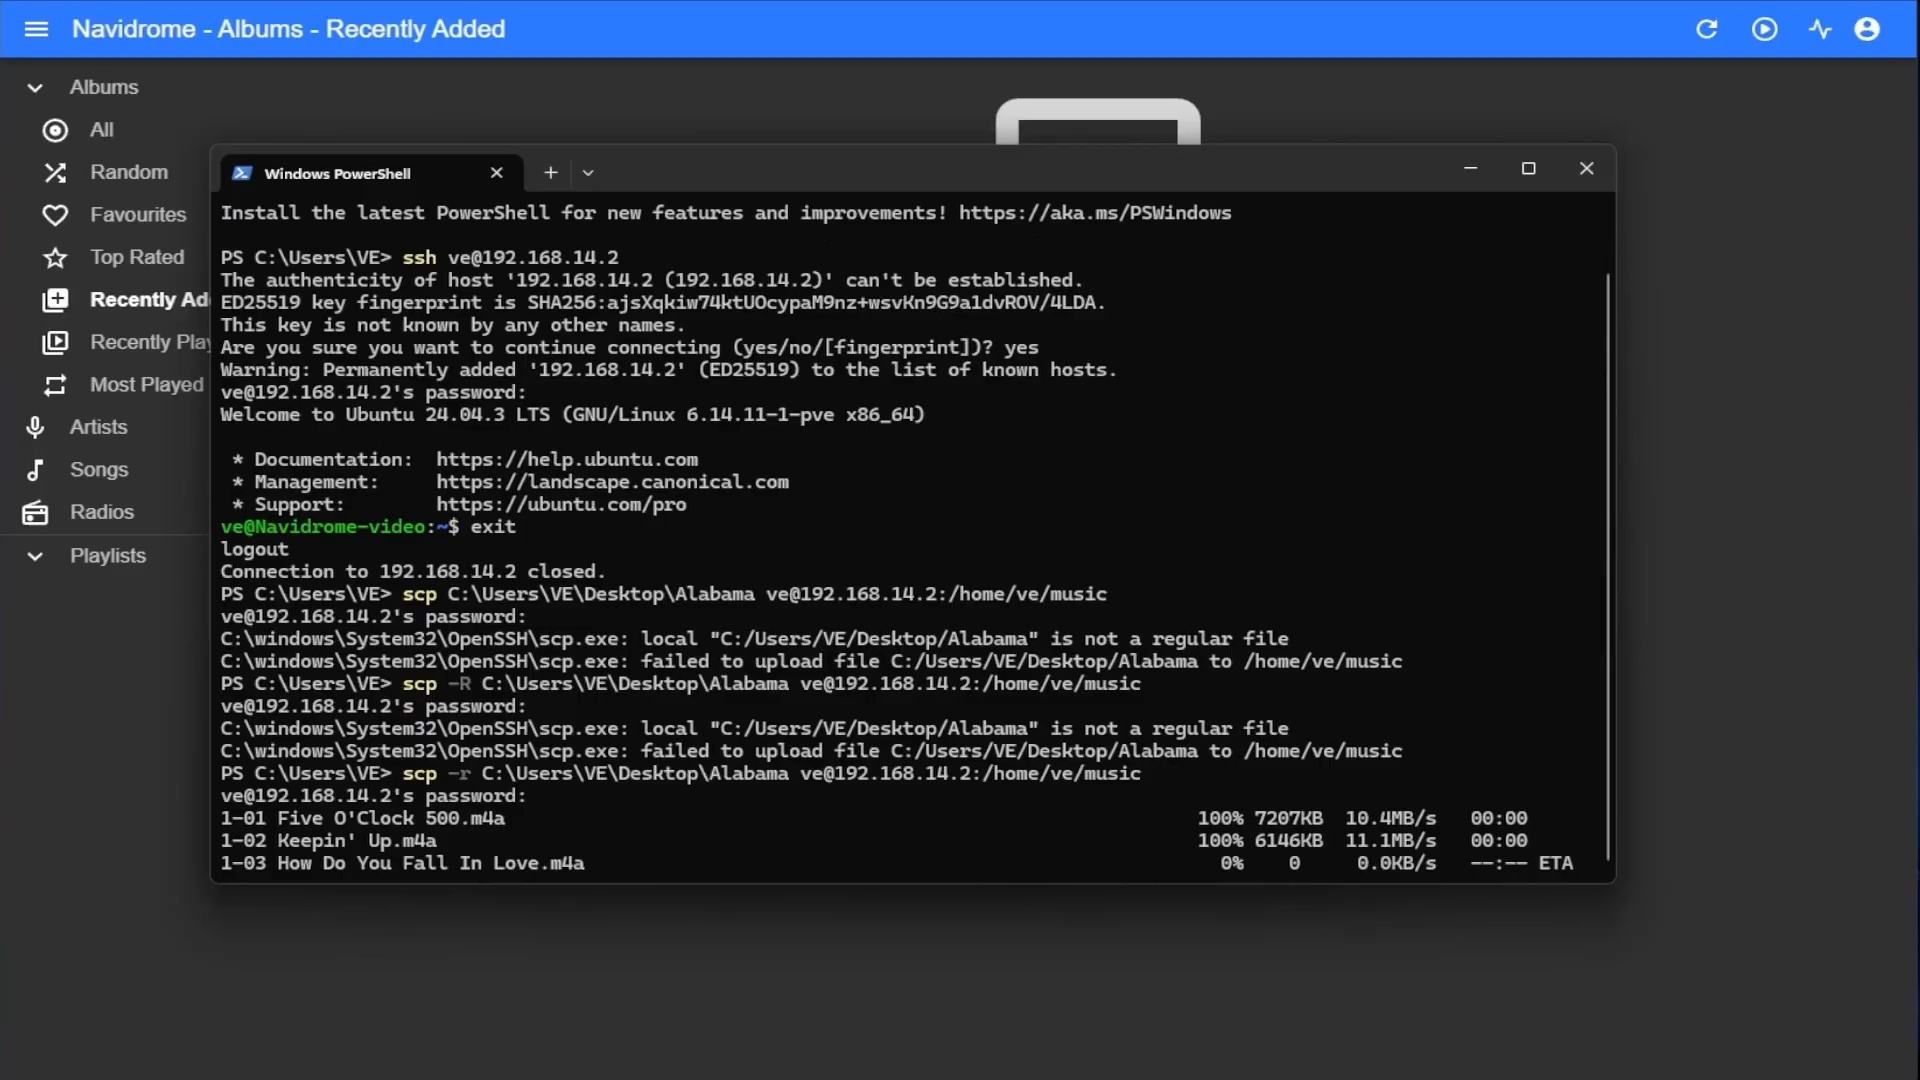 Navidrome - Albums - Recently Added
Albums
All
Random
Favourites
Top Rated
Recently Ad
Recently Play
Most Played
Artists
Songs
Radios
Playlists
Windows PowerShell
Install the latest PowerShell for new features and improvements! https://aka.ms/PSWindows
PS C:\Users\VE> ssh ve@192.168.14.2
The authenticity of host '192.168.14.2 (192.168.14.2)' can't be established.
ED25519 key fingerprint is SHA256:ajsXqkiw74ktUOcypaM9nz+wsvKn9G9a1dvROV/4LDA.
This key is not known by any other names.
Are you sure you want to continue connecting (yes/no/[fingerprint])? yes
Warning: Permanently added '192.168.14.2' (ED25519) to the list of known hosts.
ve@192.168.14.2's password:
Welcome to Ubuntu 24.04.3 LTS (GNU/Linux 6.14.11-1-pve x86_64)
* Documentation: https://help.ubuntu.com
* Management: https://landscape.canonical.com
* Support: https://ubuntu.com/pro
ve@Navidrome-video:~$ exit
logout
Connection to 192.168.14.2 closed.
PS C:\Users\VE> scp C:\Users\VE\Desktop\Alabama ve@192.168.14.2:/home/ve/music
ve@192.168.14.2's password:
C:\windows\System32\OpenSSH\scp.exe: local "C:/Users/VE/Desktop/Alabama" is not a regular file
C:\windows\System32\OpenSSH\scp.exe: failed to upload file C:/Users/VE/Desktop/Alabama to /home/ve/music
PS C:\Users\VE> scp -R C:\Users\VE\Desktop\Alabama ve@192.168.14.2:/home/ve/music
ve@192.168.14.2's password:
C:\windows\System32\OpenSSH\scp.exe: local "C:/Users/VE/Desktop/Alabama" is not a regular file
C:\windows\System32\OpenSSH\scp.exe: failed to upload file C:/Users/VE/Desktop/Alabama to /home/ve/music
PS C:\Users\VE> scp -r C:\Users\VE\Desktop\Alabama ve@192.168.14.2:/home/ve/music
ve@192.168.14.2's password:
1-01 Five O'Clock 500.m4a 100% 7207KB 10.4MB/s 00:00
1-02 Keepin' Up.m4a 100% 6146KB 11.1MB/s 00:00
1-03 How Do You Fall In Love.m4a 0% 0 0.0KB/s --:-- ETA